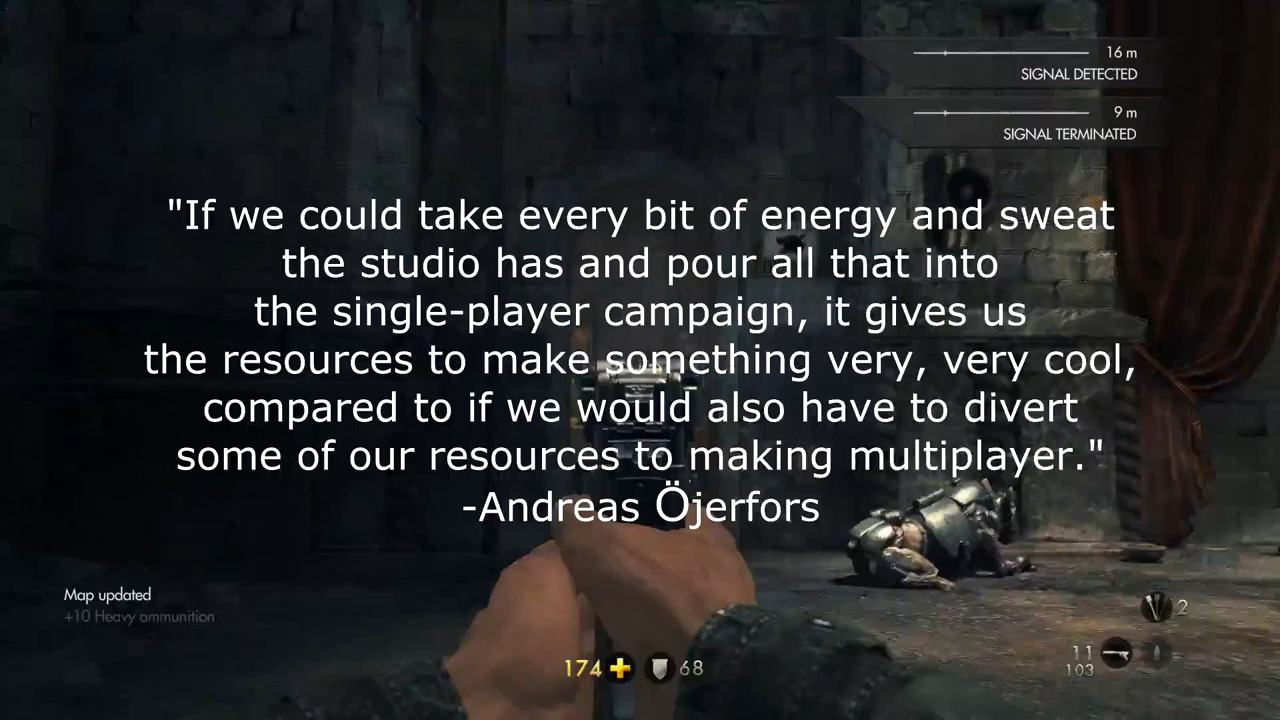 16 m
SIGNAL DETECTED
9 m
SIGNAL TERMINATED
"If we could take every bit of energy and sweat
the studio has and pour all that into
the single-player campaign, it gives us
the resources to make something very, very cool,
compared to if we would also have to divert
some of our resources to making multiplayer."
-Andreas Öjerfors
Map updated
+10 Heavy ammunition
2
11
103
174
68